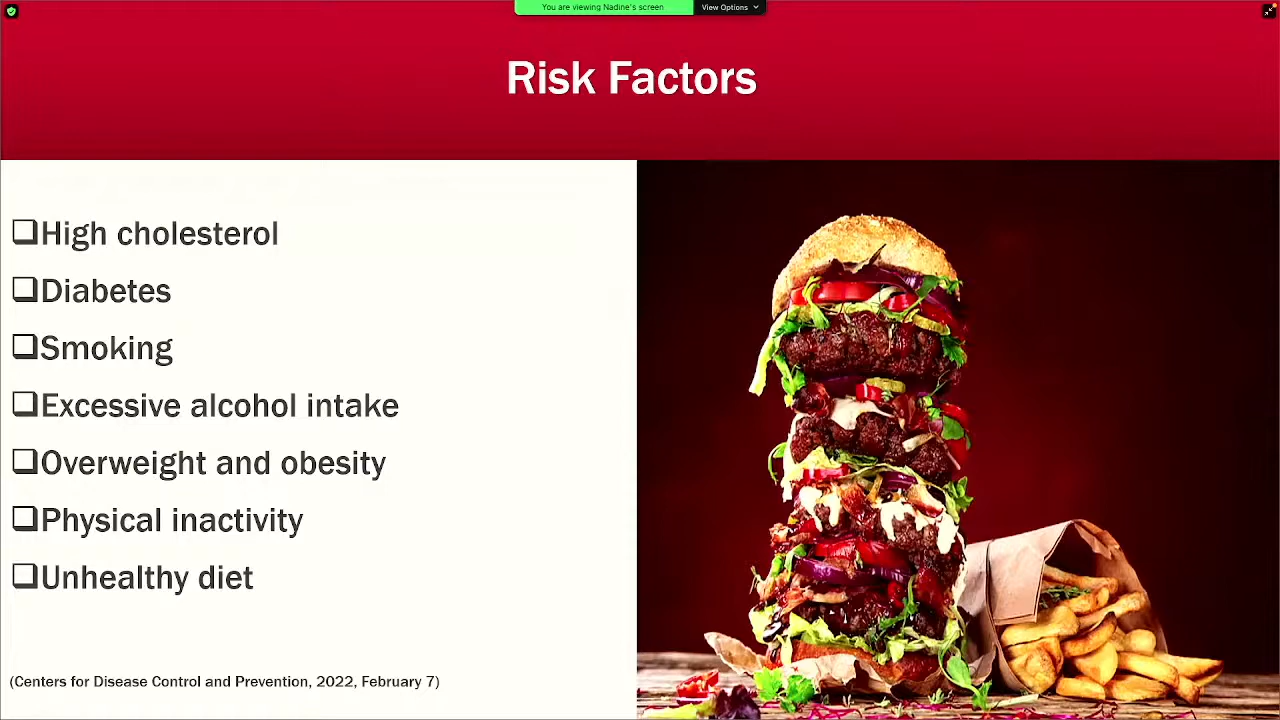 You are viewing Nadine's screen
View Options
Risk Factors
❑High cholesterol
❑Diabetes
❑Smoking
❑Excessive alcohol intake
❑Overweight and obesity
❑Physical inactivity
❑Unhealthy diet
(Centers for Disease Control and Prevention, 2022, February 7)